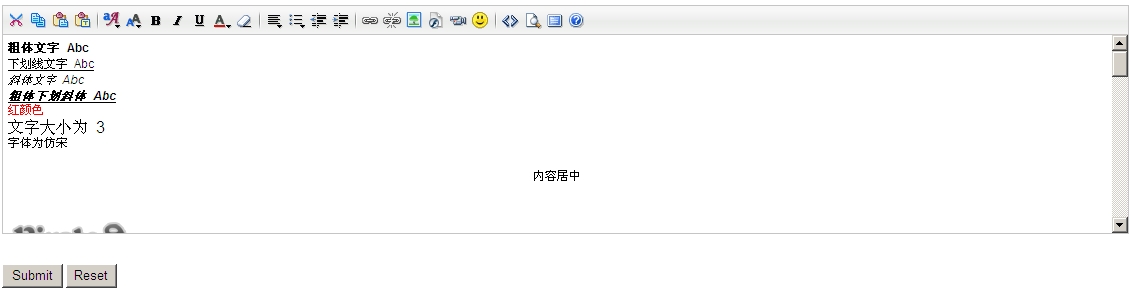 粗体文字 Abc
下划线文字 Abc
斜体文字 Abc
粗体下划斜体 Abc
红颜色
文字大小为 3
字体为仿宋
内容居中
Submit Reset